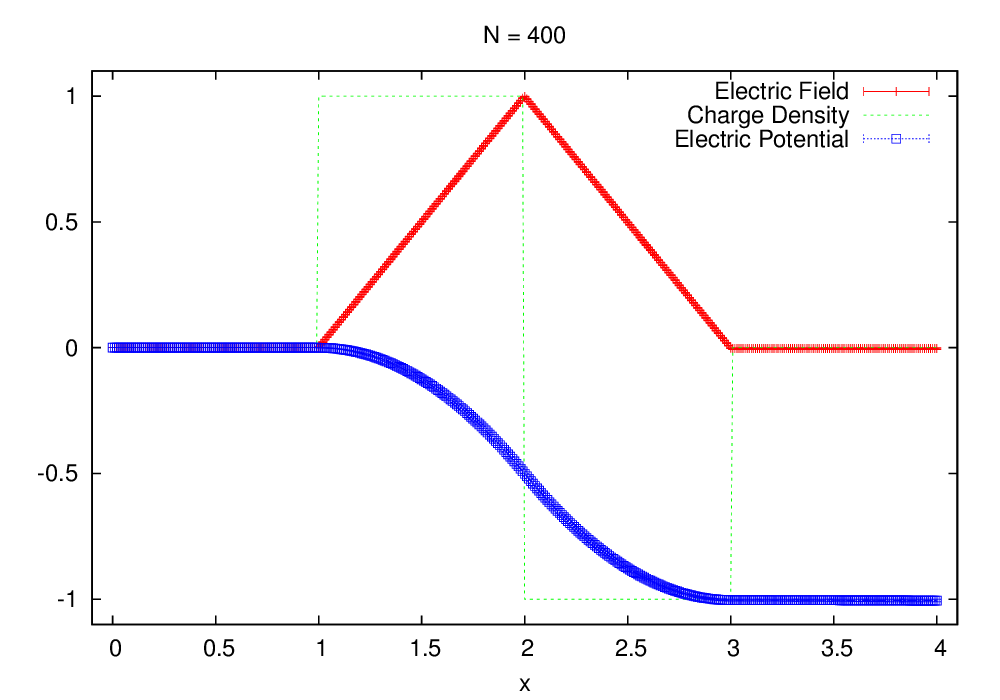 N = 400
Electric Field
Charge Density
Electric Potential
1
0.5
0
-0.5
-1
0 0.5 1 1.5 2 2.5 3 3.5 4
x